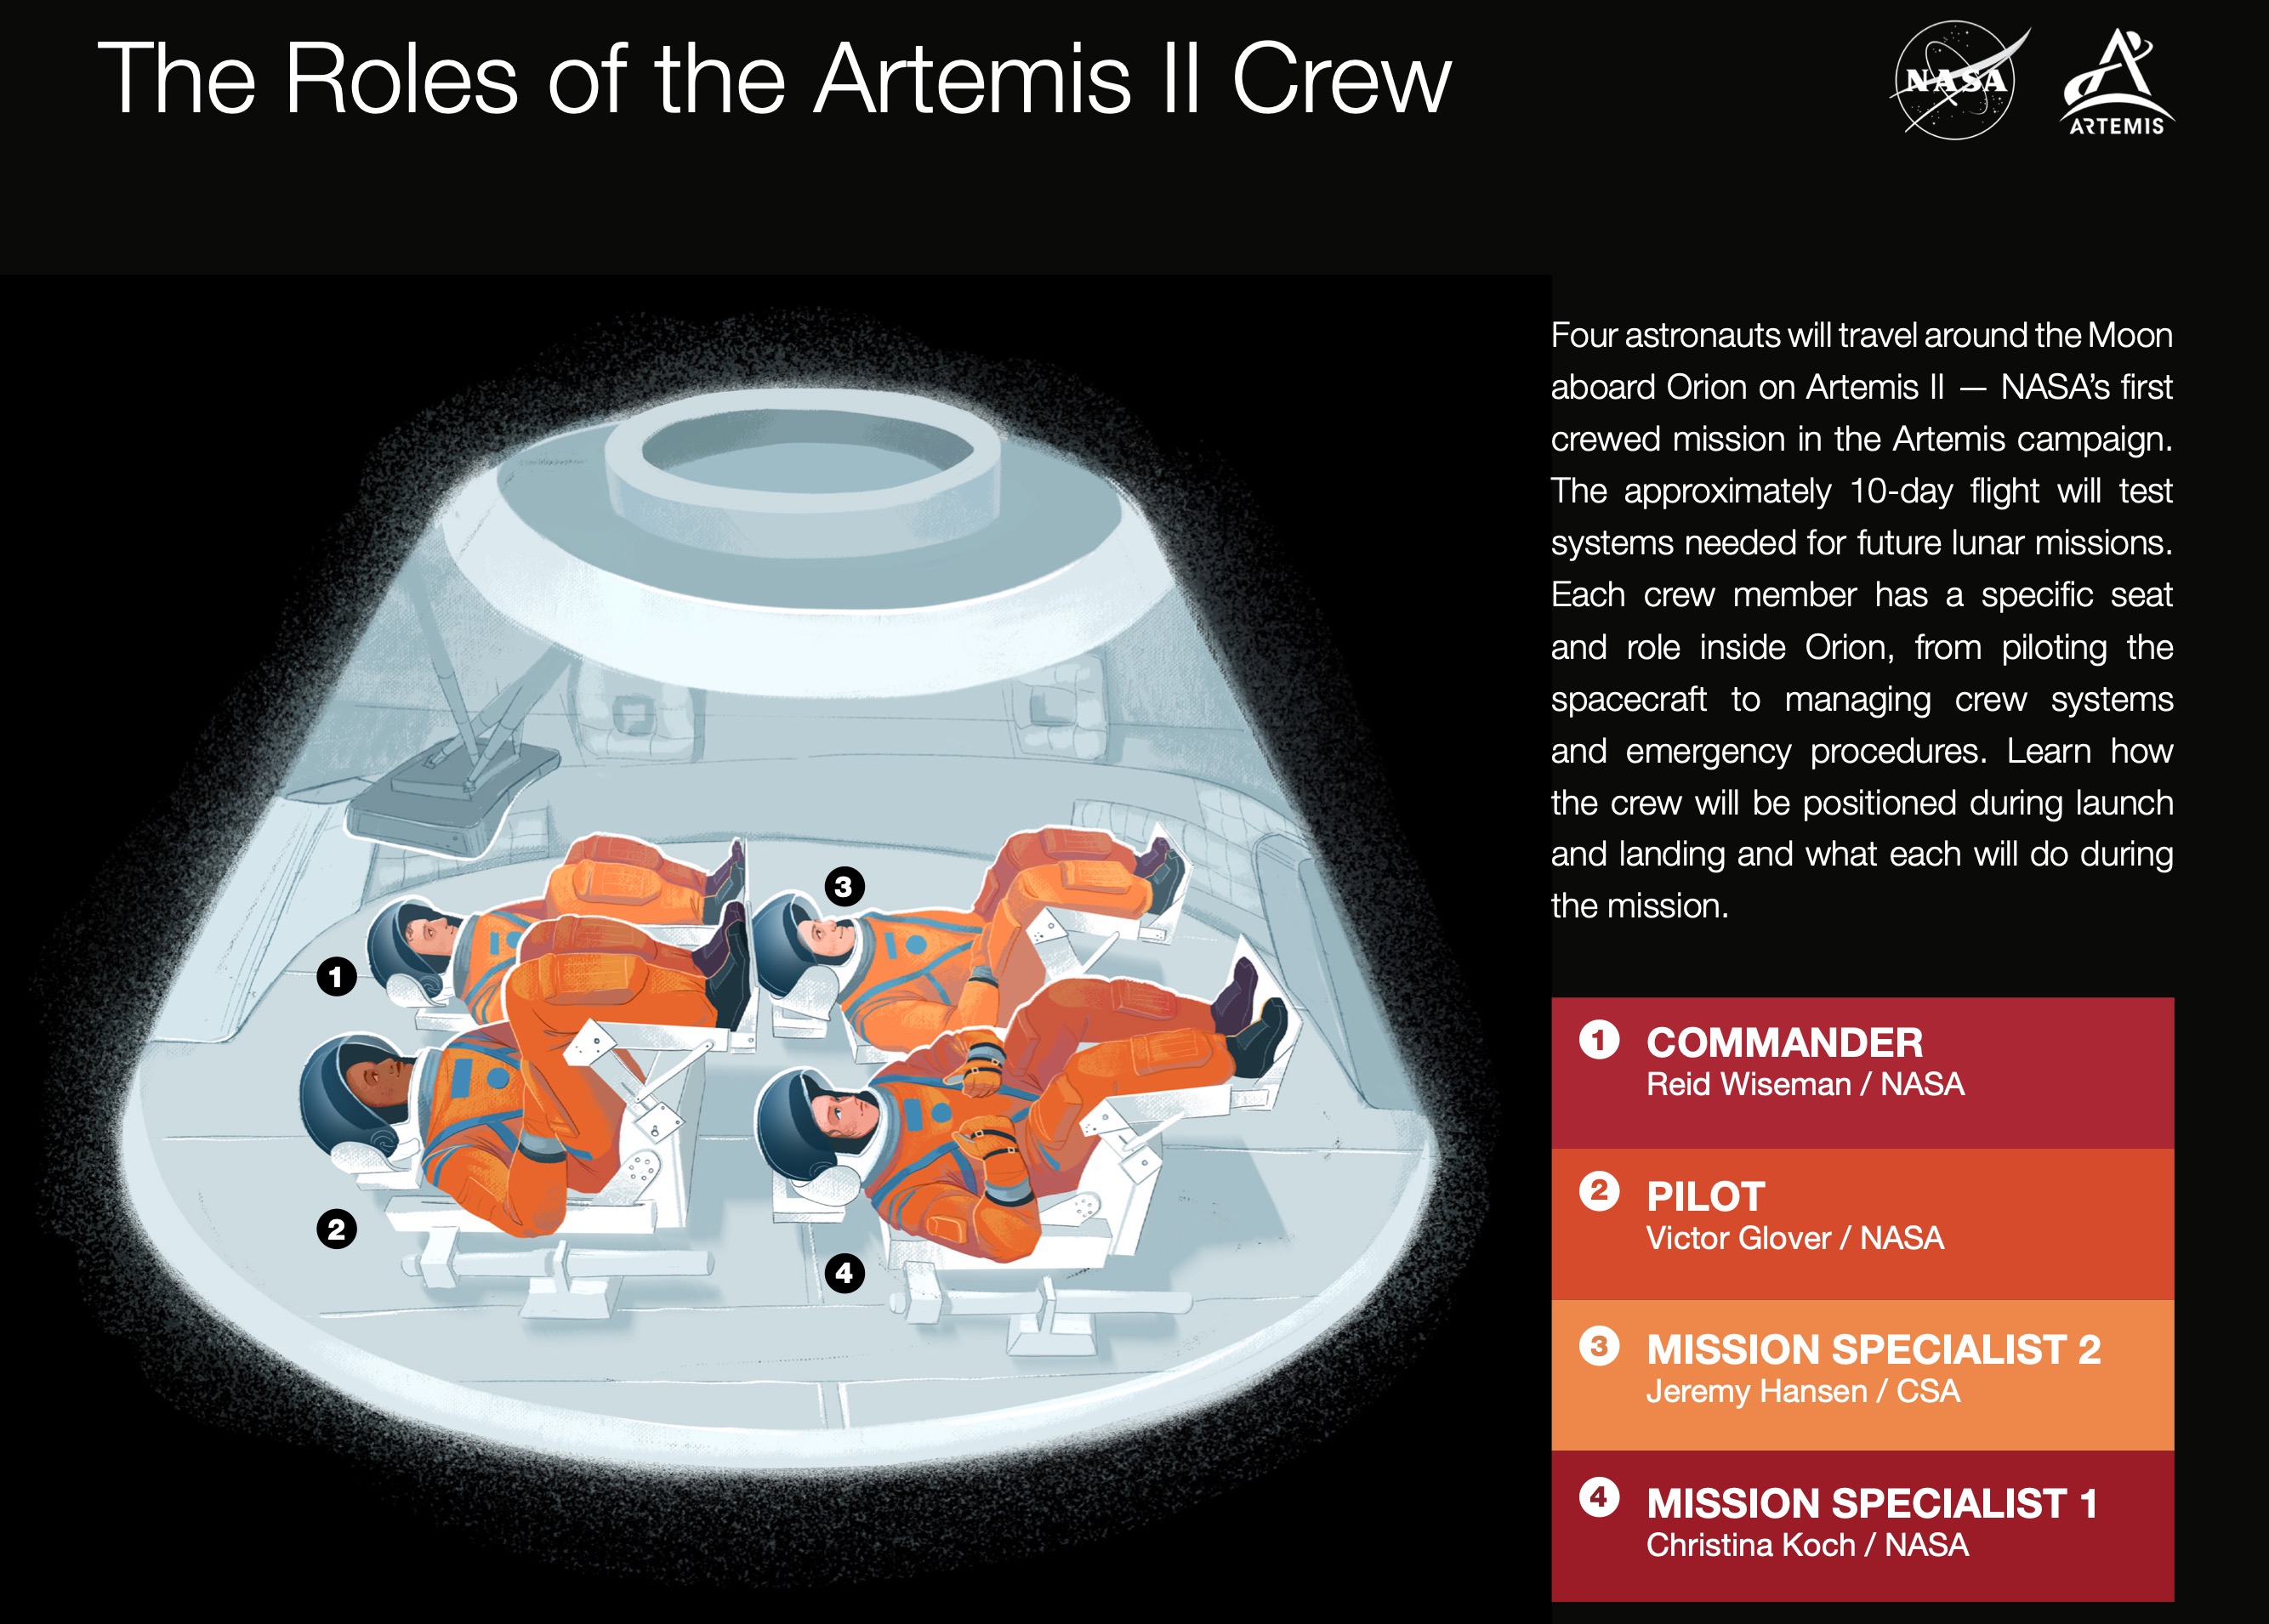 The Roles of the Artemis II Crew
NASA
ARTEMIS
Four astronauts will travel around the Moon
aboard Orion on Artemis II — NASA’s first
crewed mission in the Artemis campaign.
The approximately 10-day flight will test
systems needed for future lunar missions.
Each crew member has a specific seat
and role inside Orion, from piloting the
spacecraft to managing crew systems
and emergency procedures. Learn how
the crew will be positioned during launch
and landing and what each will do during
the mission.
1
2
3
4
1 COMMANDER
Reid Wiseman / NASA
2 PILOT
Victor Glover / NASA
3 MISSION SPECIALIST 2
Jeremy Hansen / CSA
4 MISSION SPECIALIST 1
Christina Koch / NASA